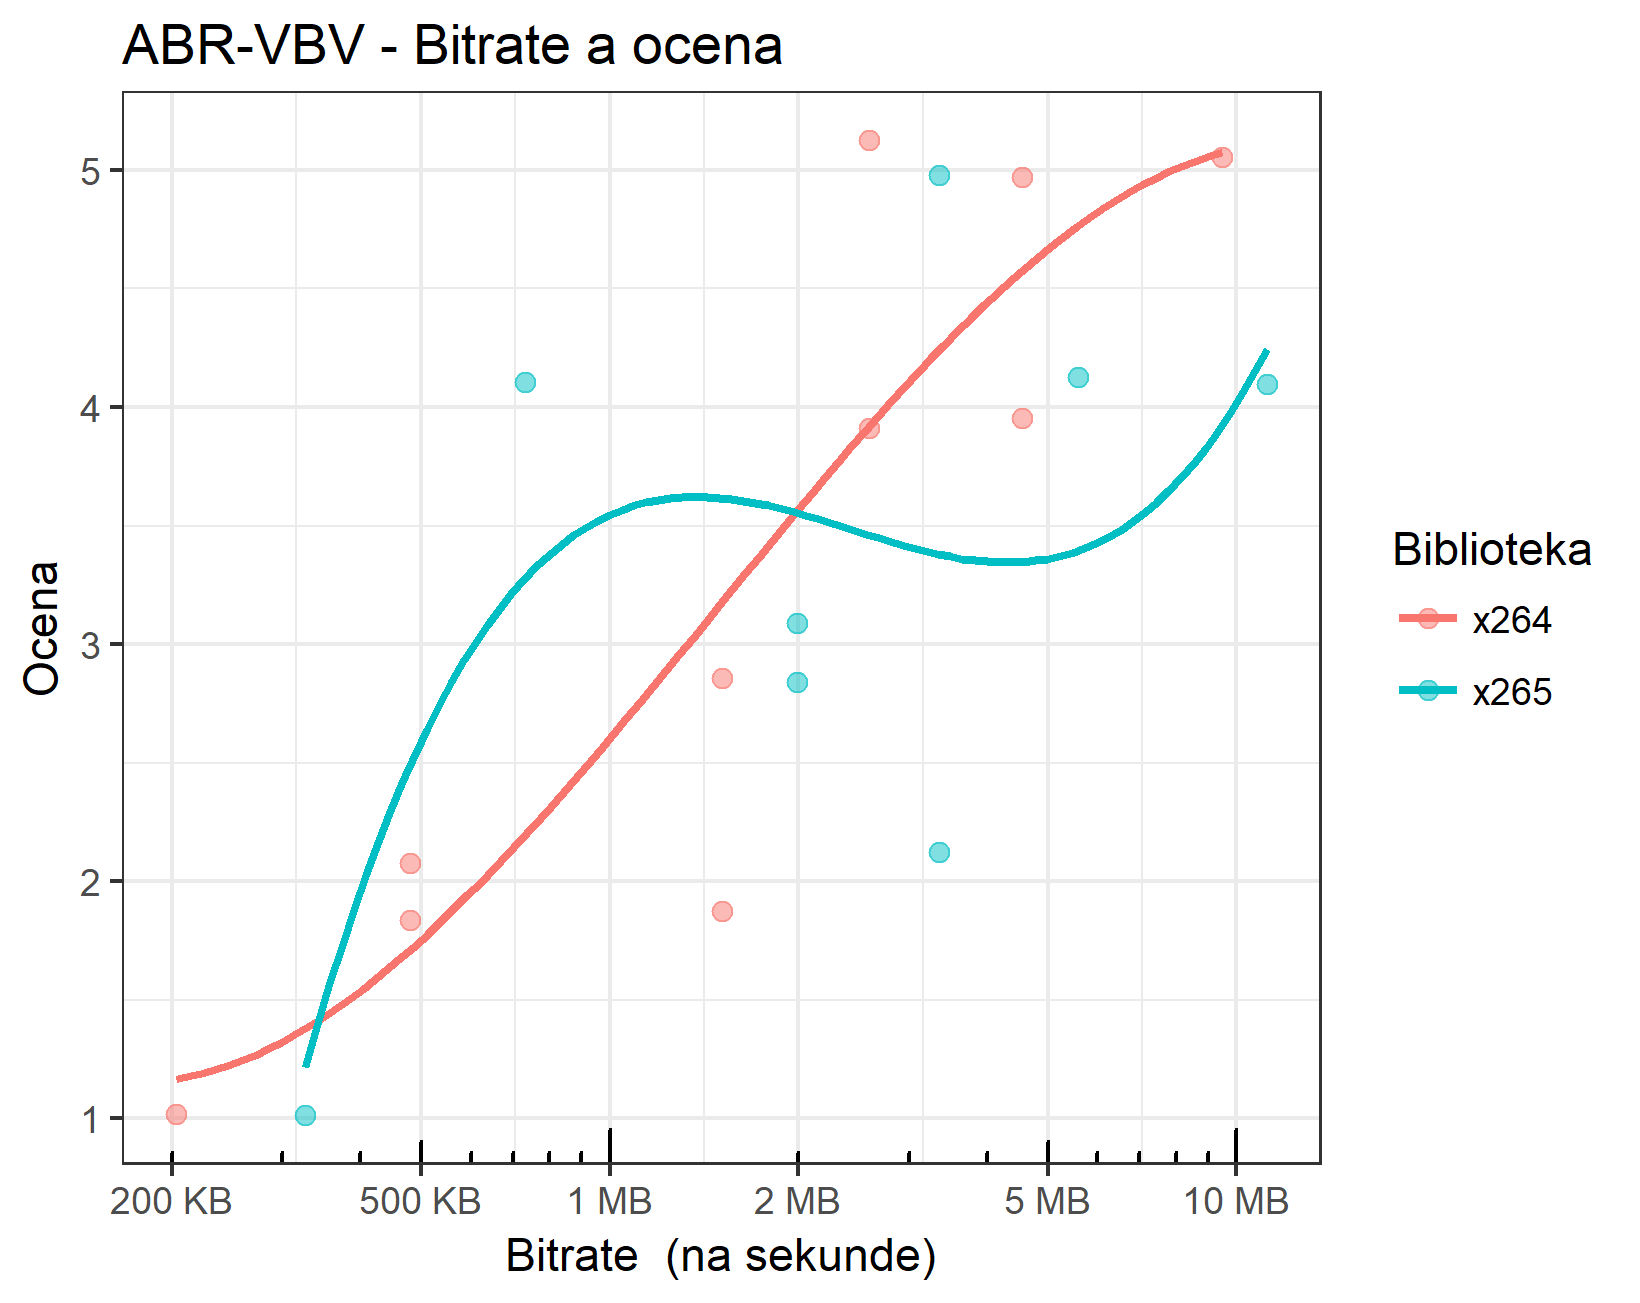 ABR-VBV - Bitrate a ocena
5
4
3
2
1
Ocena
200 KB 500 KB 1 MB 2 MB 5 MB 10 MB
Bitrate  (na sekunde)
Biblioteka
x264
x265